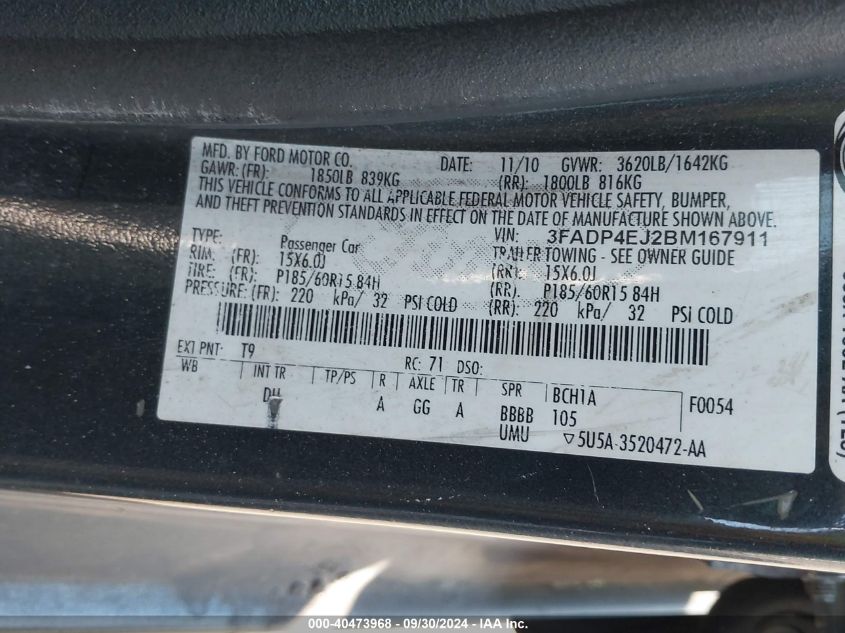 MFD. BY FORD MOTOR CO. DATE: 11/10 GVWR: 3620LB/1642KG
GAWR: (FR): 1850LB 839KG (RR): 1800LB 816KG
THIS VEHICLE CONFORMS TO ALL APPLICABLE FEDERAL MOTOR VEHICLE SAFETY, BUMPER,
AND THEFT PREVENTION STANDARDS IN EFFECT ON THE DATE OF MANUFACTURE SHOWN ABOVE.
VIN: 3FADP4EJ2BM167911
TYPE: Passenger Car TRAILER TOWING - SEE OWNER GUIDE
RIM: (FR): 15X6.0J (RR): 15X6.0J
TIRE: (FR): P185/60R15 84H (RR): P185/60R15 84H
PRESSURE: (FR): 220 kPa/ 32 PSI COLD (RR): 220 kPa/ 32 PSI COLD
EXT PNT: T9 RC: 71 DSO:
WB INT TR TP/PS R AXLE TR SPR BCH1A F0054
DH A GG A BBBB 105
UMU ▽5U5A-3520472-AA
000-40473968 - 09/30/2024 - IAA Inc.